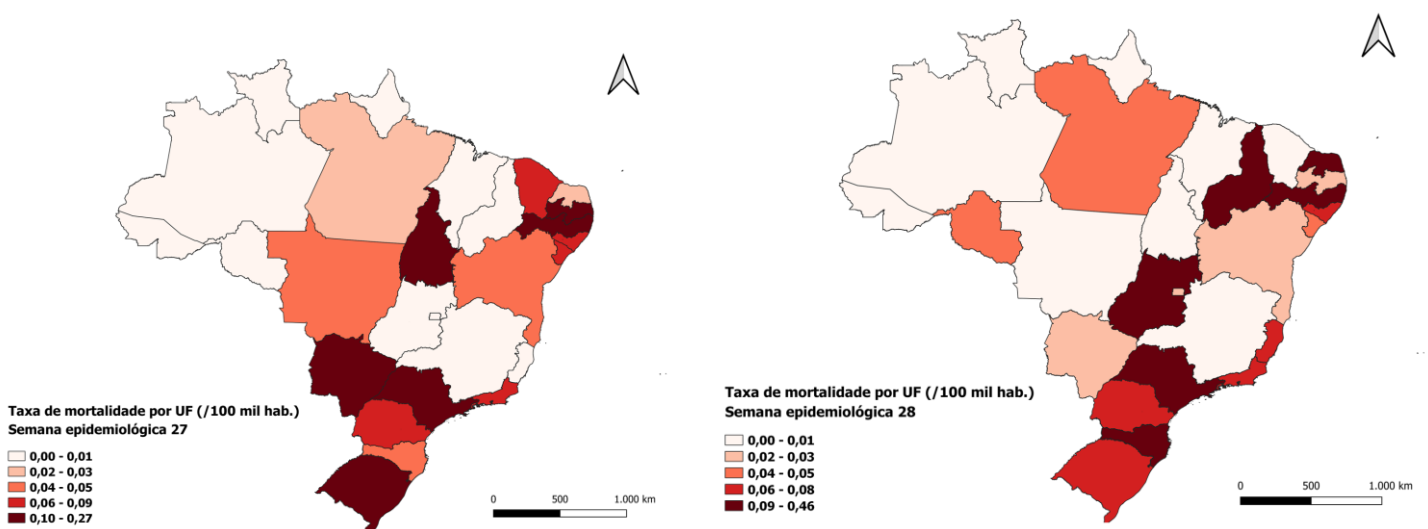 Taxa de mortalidade por UF (/100 mil hab.)
Semana epidemiológica 27
0,00 - 0,01
0,02 - 0,03
0,04 - 0,05
0,06 - 0,09
0,10 - 0,27
0 500 1.000 km
Taxa de mortalidade por UF (/100 mil hab.)
Semana epidemiológica 28
0,00 - 0,01
0,02 - 0,03
0,04 - 0,05
0,06 - 0,08
0,09 - 0,46
0 500 1.000 km